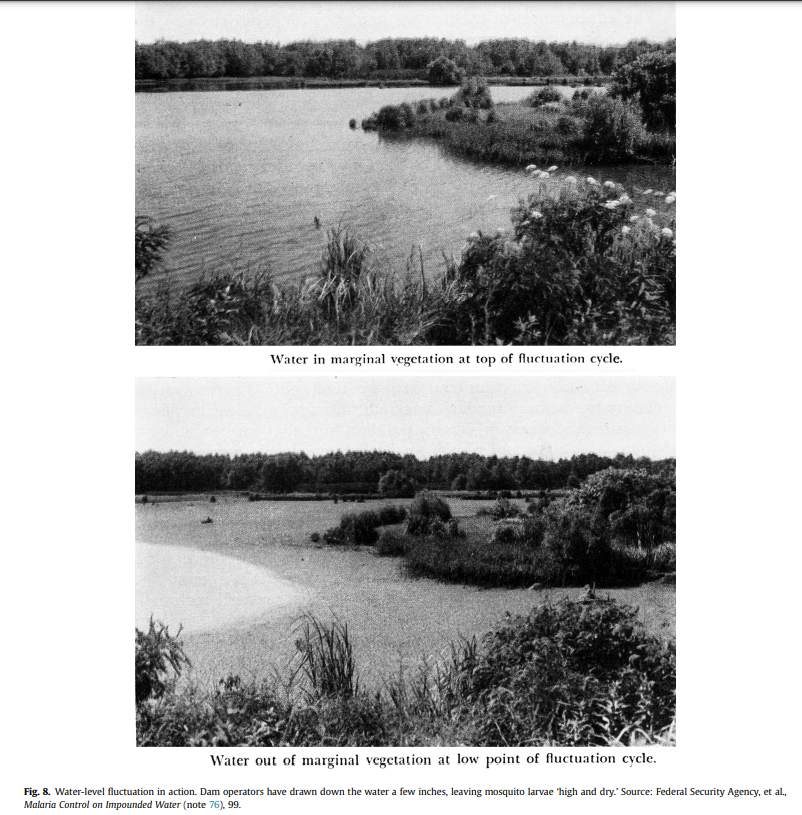 Water in marginal vegetation at top of fluctuation cycle.
Water out of marginal vegetation at low point of fluctuation cycle.
Fig. 8. Water-level fluctuation in action. Dam operators have drawn down the water a few inches, leaving mosquito larvae ‘high and dry.’ Source: Federal Security Agency, et al.,
Malaria Control on Impounded Water (note 76), 99.